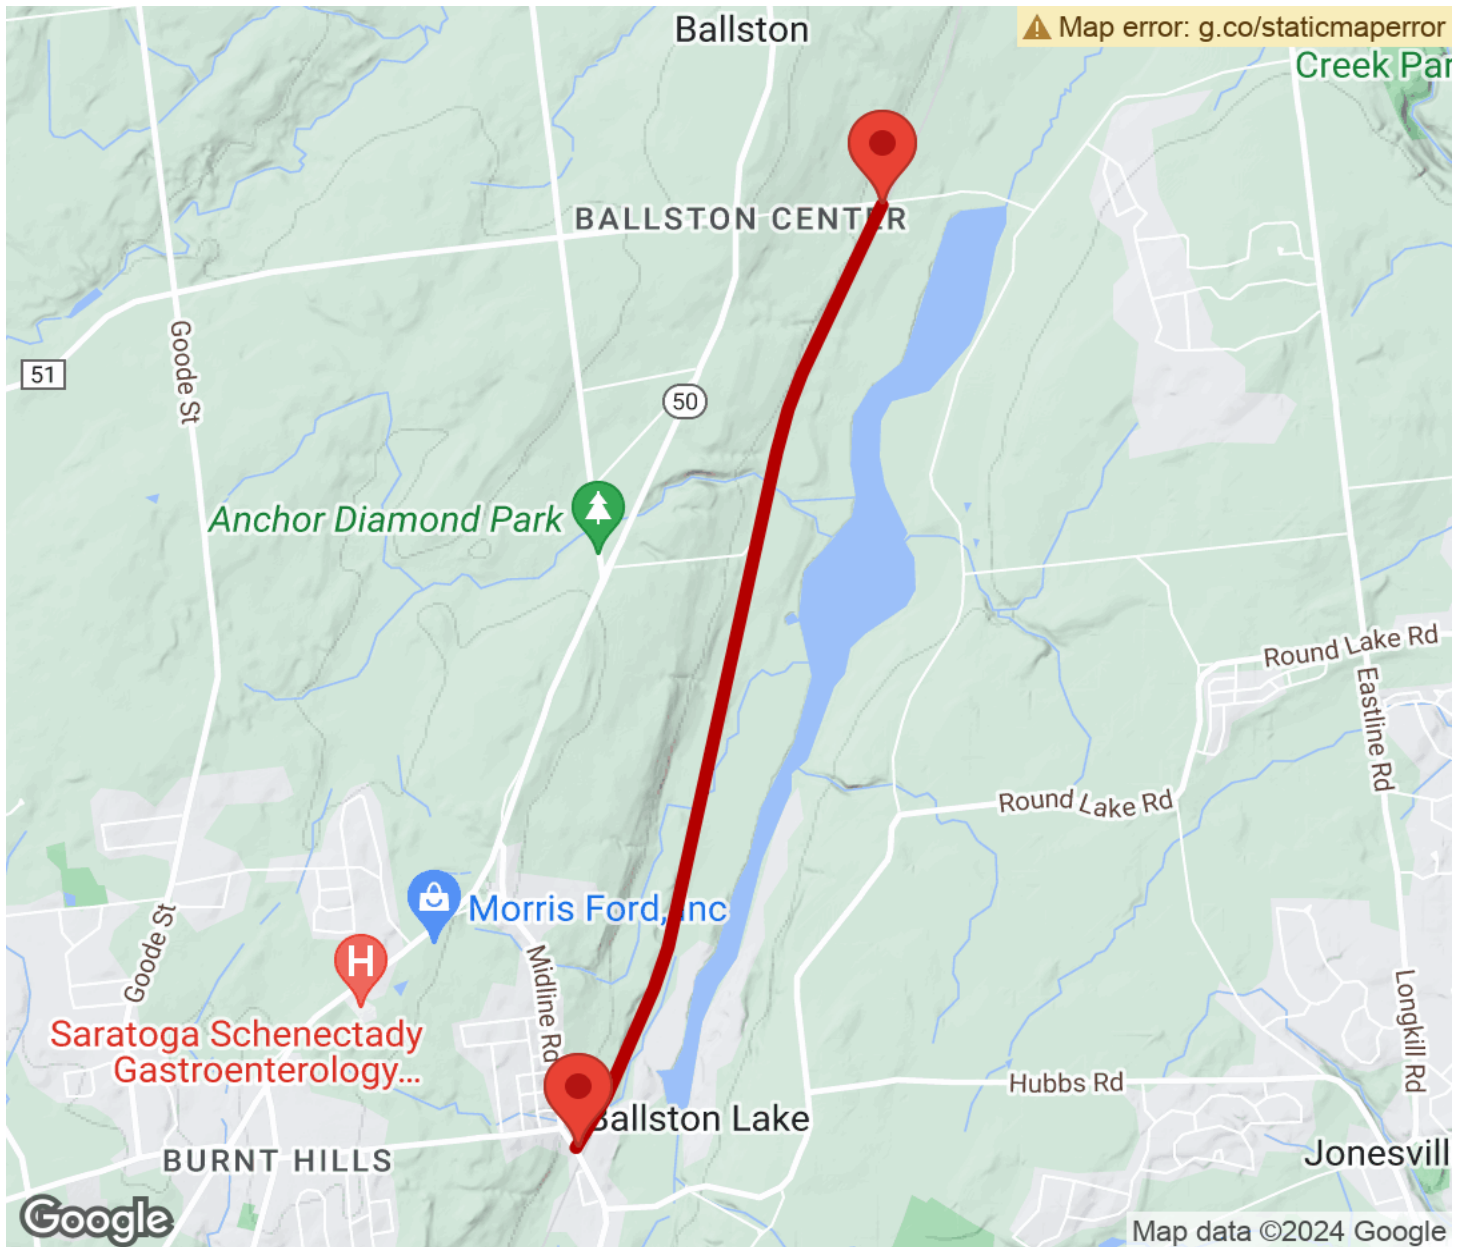 Ballston
Map error: g.co/staticmaperror
Creek Par
BALLSTON CENTER
Goode St
51
50
Anchor Diamond Park
Round Lake Rd
Eastline Rd
Round Lake Rd
Morris Ford, Inc
Goode St
H
Midline Rd
Longkill Rd
Saratoga Schenectady
Gastroenterology...
Hubbs Rd
Ballston Lake
BURNT HILLS
Jonesvill
Google
Map data ©2024 Google